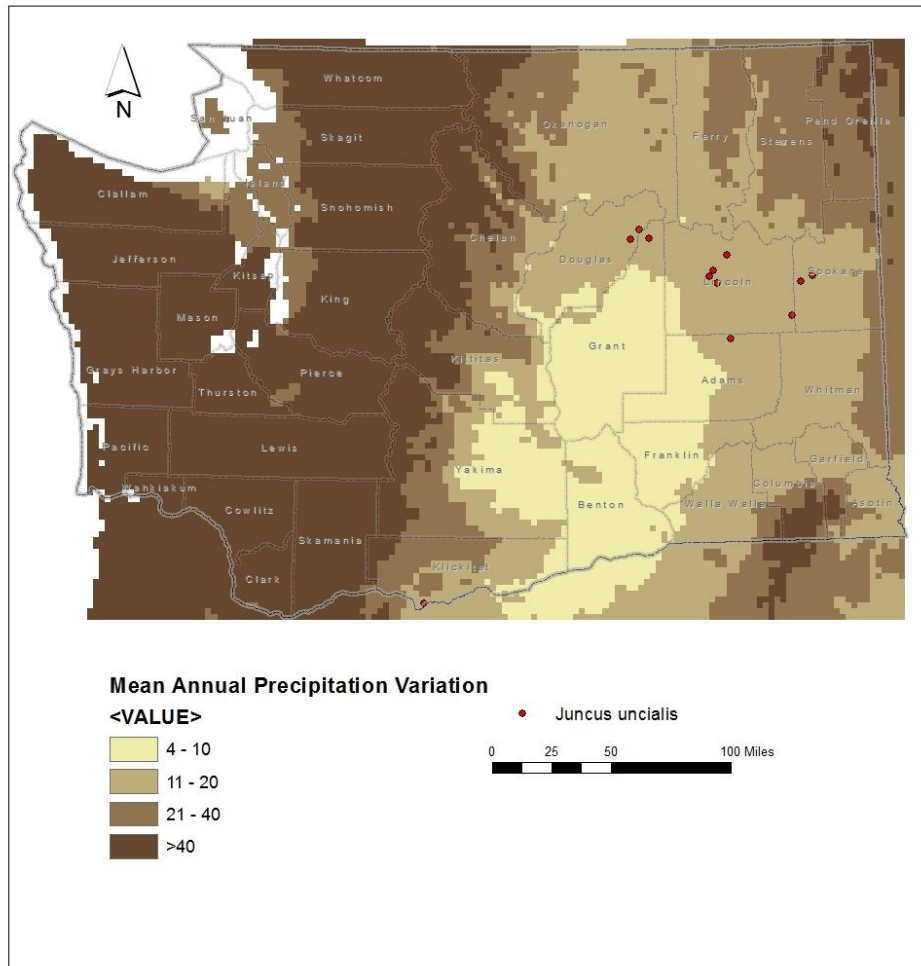 N
Whatcom
San Juan
Okanogan
Pend Oreille
Skagit
Ferry
Stevens
Island
Clallam
Snohomish
Chelan
Jefferson
Douglas
Kitsap
Lincoln
Spokane
King
Mason
Grant
Kittitas
Grays Harbor
Pierce
Adams
Thurston
Whitman
Pacific
Lewis
Franklin
Garfield
Yakima
Columbia
Wahkiakum
Benton
Walla Walla
Asotin
Cowlitz
Skamania
Klickitat
Clark
Mean Annual Precipitation Variation
<VALUE>
4 - 10
11 - 20
21 - 40
>40
Juncus uncialis
0 25 50 100 Miles